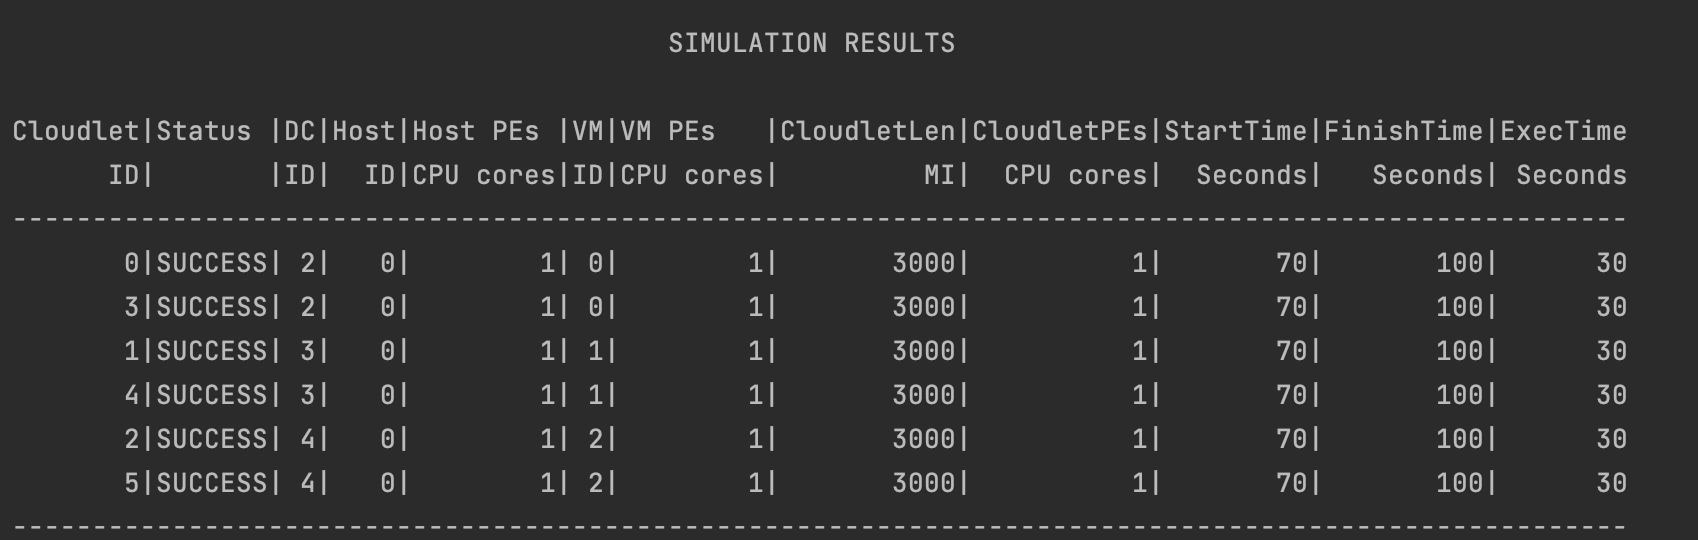 SIMULATION RESULTS
Cloudlet|Status |DC|Host|Host PEs |VM|VM PEs   |CloudletLen|CloudletPEs|StartTime|FinishTime|ExecTime
      ID|       |ID|  ID|CPU cores|ID|CPU cores|         MI|  CPU cores|  Seconds|   Seconds| Seconds
-----------------------------------------------------------------------------------------------------
       0|SUCCESS| 2|   0|        1| 0|        1|       3000|          1|       70|       100|      30
       3|SUCCESS| 2|   0|        1| 0|        1|       3000|          1|       70|       100|      30
       1|SUCCESS| 3|   0|        1| 1|        1|       3000|          1|       70|       100|      30
       4|SUCCESS| 3|   0|        1| 1|        1|       3000|          1|       70|       100|      30
       2|SUCCESS| 4|   0|        1| 2|        1|       3000|          1|       70|       100|      30
       5|SUCCESS| 4|   0|        1| 2|        1|       3000|          1|       70|       100|      30
-----------------------------------------------------------------------------------------------------